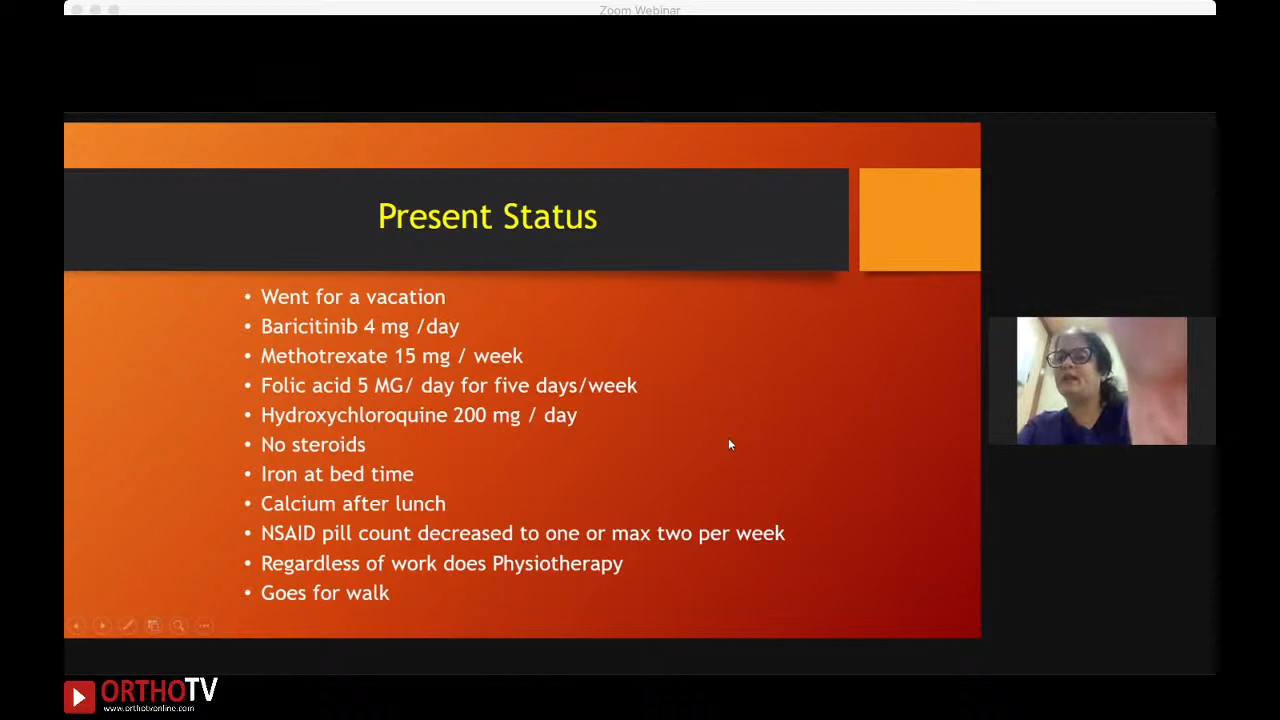 Zoom Webinar
Present Status
• Went for a vacation
• Baricitinib 4 mg /day
• Methotrexate 15 mg / week
• Folic acid 5 MG/ day for five days/week
• Hydroxychloroquine 200 mg / day
• No steroids
• Iron at bed time
• Calcium after lunch
• NSAID pill count decreased to one or max two per week
• Regardless of work does Physiotherapy
• Goes for walk
ORTHOTV
www.orthotvonline.com